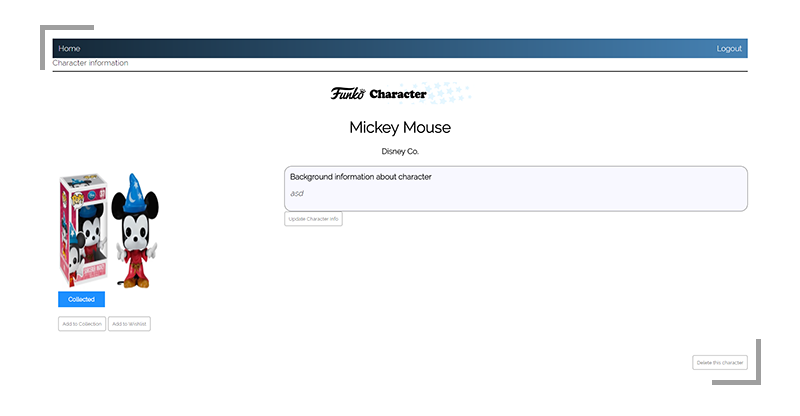 Home
Logout
Character information
Funko Character
Mickey Mouse
Disney Co.
Background information about character
asd
Update Character Info
Collected
Add to Collection
Add to Wishlist
Delete this character